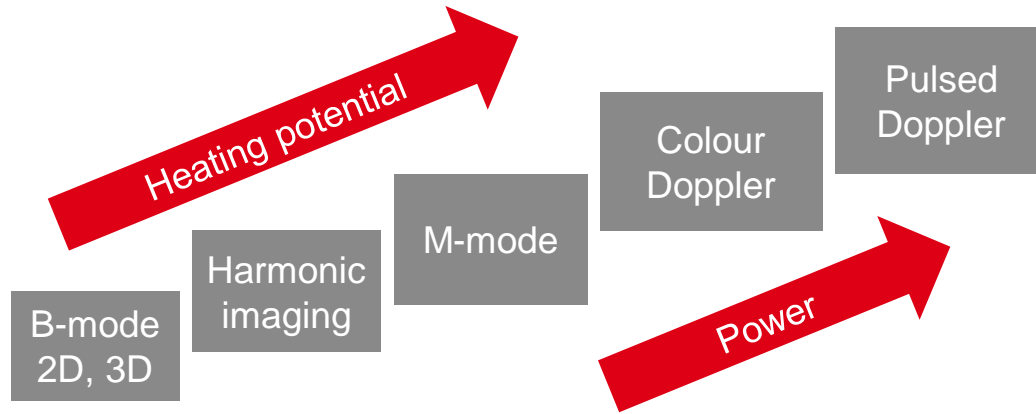 Heating potential
Pulsed
Doppler
Colour
Doppler
M-mode
Harmonic
imaging
B-mode
2D, 3D
Power